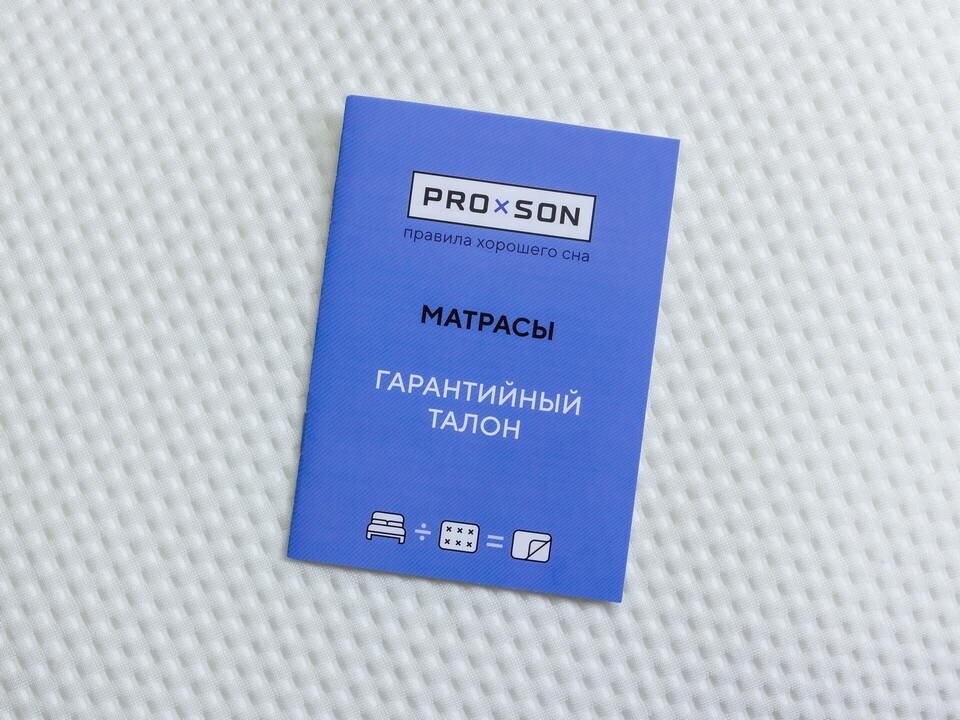 PRO×SON
правила хорошего сна
МАТРАСЫ
ГАРАНТИЙНЫЙ
ТАЛОН
÷ =